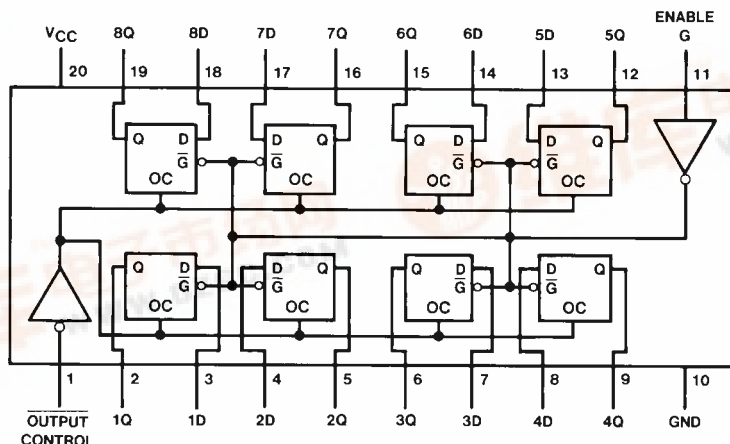 ENABLE
VCC 8Q 8D 7D 7Q 6Q 6D 5D 5Q G
20 19 18 17 16 15 14 13 12 11
Q D D Q Q D D Q
G̅ G̅ G̅ G̅
OC OC OC OC
Q D D Q Q D D Q
G̅ G̅ G̅ G̅
OC OC OC OC
1 2 3 4 5 6 7 8 9 10
OUTPUT 1Q 1D 2D 2Q 3Q 3D 4D 4Q GND
CONTROL